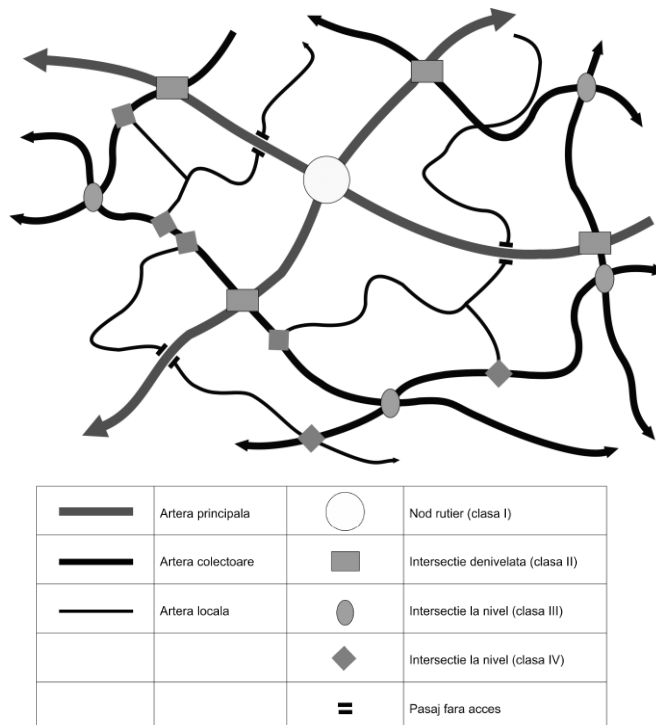 Artera principala
Nod rutier (clasa I)
Artera colectoare
Intersectie denivelata (clasa II)
Artera locala
Intersectie la nivel (clasa III)
Intersectie la nivel (clasa IV)
Pasaj fara acces